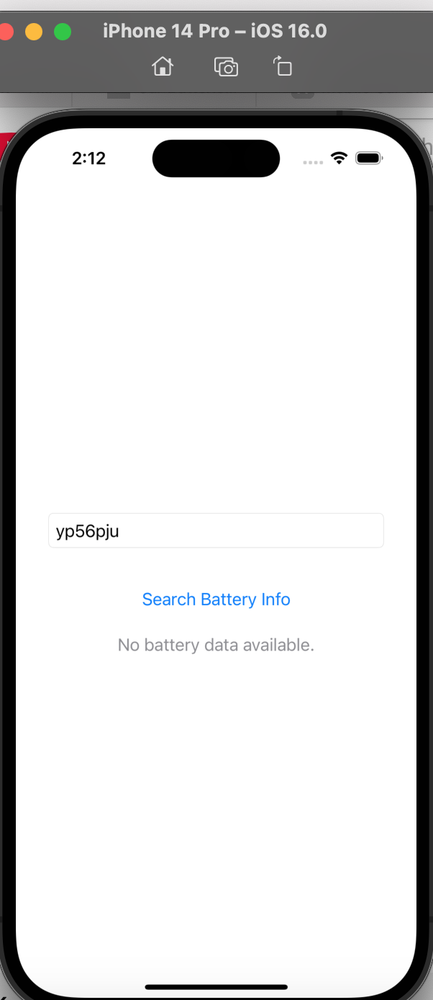 iPhone 14 Pro – iOS 16.0
2:12
yp56pju
Search Battery Info
No battery data available.